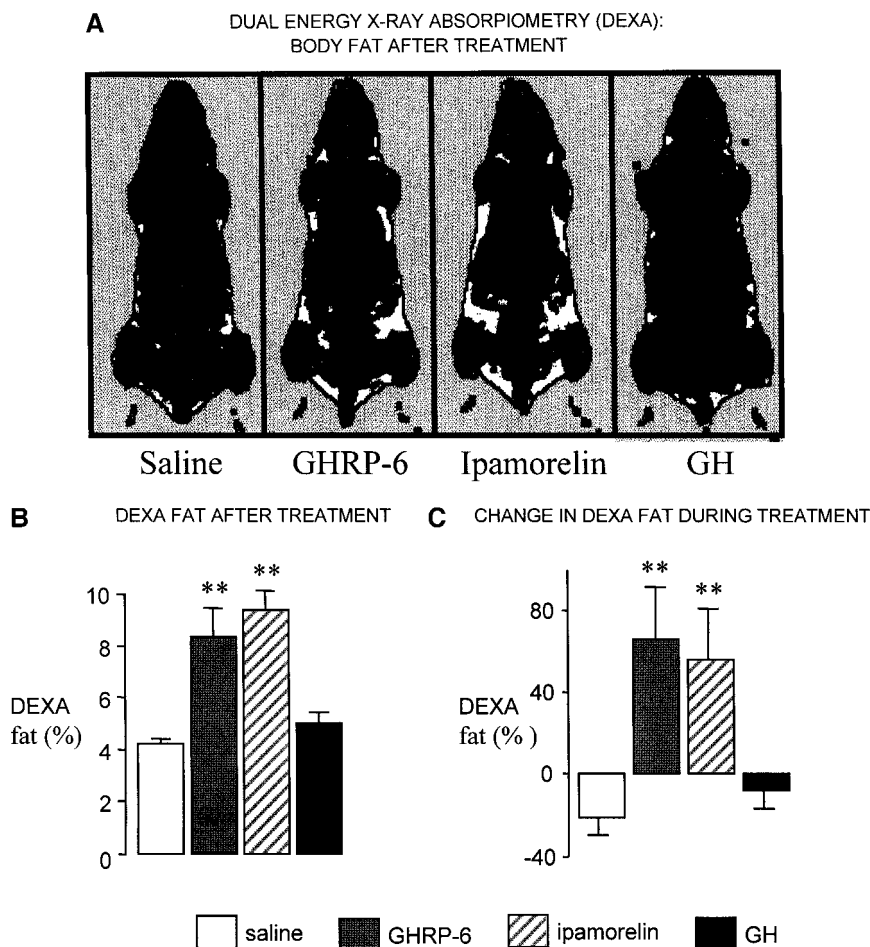 A
DUAL ENERGY X-RAY ABSORPIOMETRY (DEXA):
BODY FAT AFTER TREATMENT
Saline GHRP-6 Ipamorelin GH
B
DEXA FAT AFTER TREATMENT
10
8
6
4
2
0
DEXA
fat (%)
** **
C
CHANGE IN DEXA FAT DURING TREATMENT
80
40
0
-40
DEXA
fat (% )
** **
saline GHRP-6 ipamorelin GH